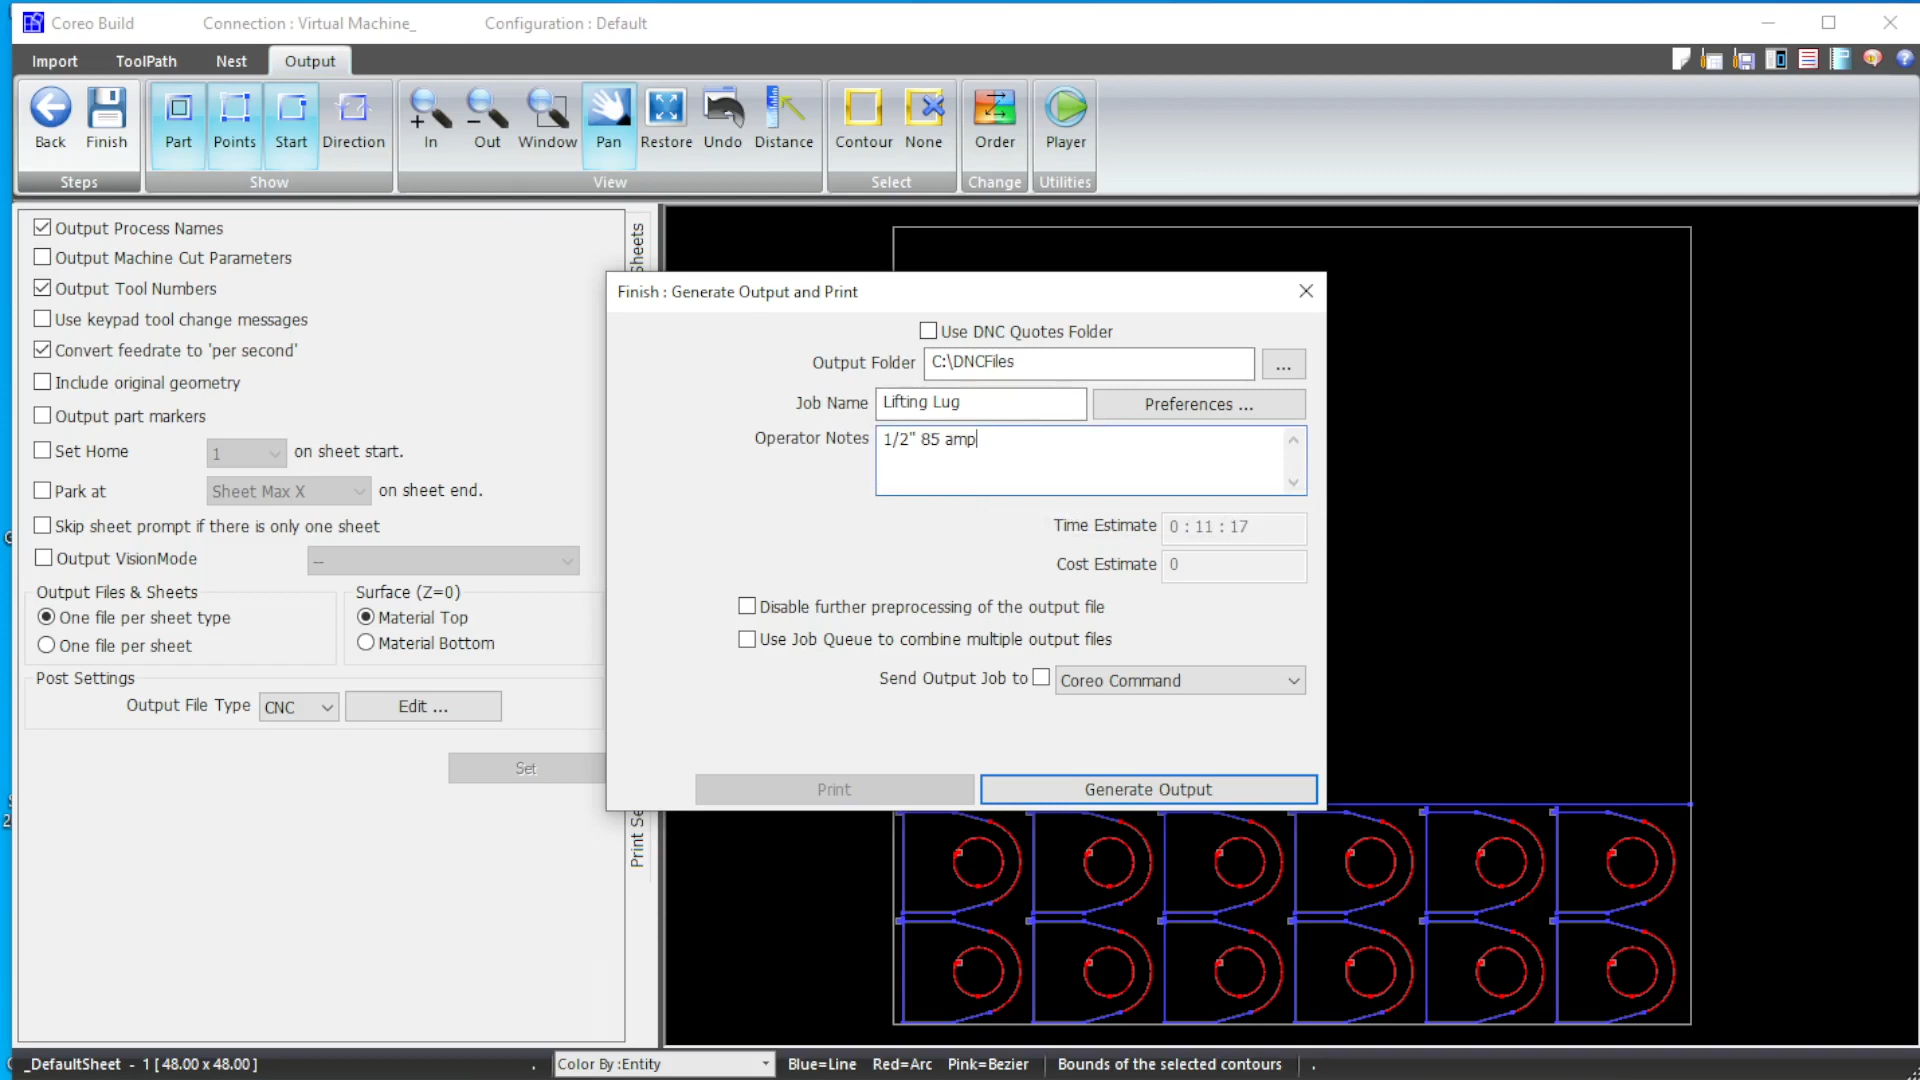 Coreo Build
Connection : Virtual Machine_
Configuration : Default
Import ToolPath Nest Output
Back Finish Part Points Start Direction In Out Window Pan Restore Undo Distance Contour None Order Player
Steps Show View Select Change Utilities
Output Process Names
Output Machine Cut Parameters
Output Tool Numbers
Use keypad tool change messages
Convert feedrate to 'per second'
Include original geometry
Output part markers
Set Home 1 on sheet start.
Park at Sheet Max X on sheet end.
Skip sheet prompt if there is only one sheet
Output VisionMode --
Output Files & Sheets
One file per sheet type
One file per sheet
Surface (Z=0)
Material Top
Material Bottom
Post Settings
Output File Type CNC Edit ...
Set
Finish : Generate Output and Print
Use DNC Quotes Folder
Output Folder C:\DNCFiles ...
Job Name Lifting Lug Preferences ...
Operator Notes 1/2" 85 amp
Time Estimate 0 : 11 : 17
Cost Estimate 0
Disable further preprocessing of the output file
Use Job Queue to combine multiple output files
Send Output Job to Coreo Command
Print Generate Output
_DefaultSheet - 1 [ 48.00 x 48.00 ] . Color By :Entity Blue=Line Red=Arc Pink=Bezier Bounds of the selected contours .